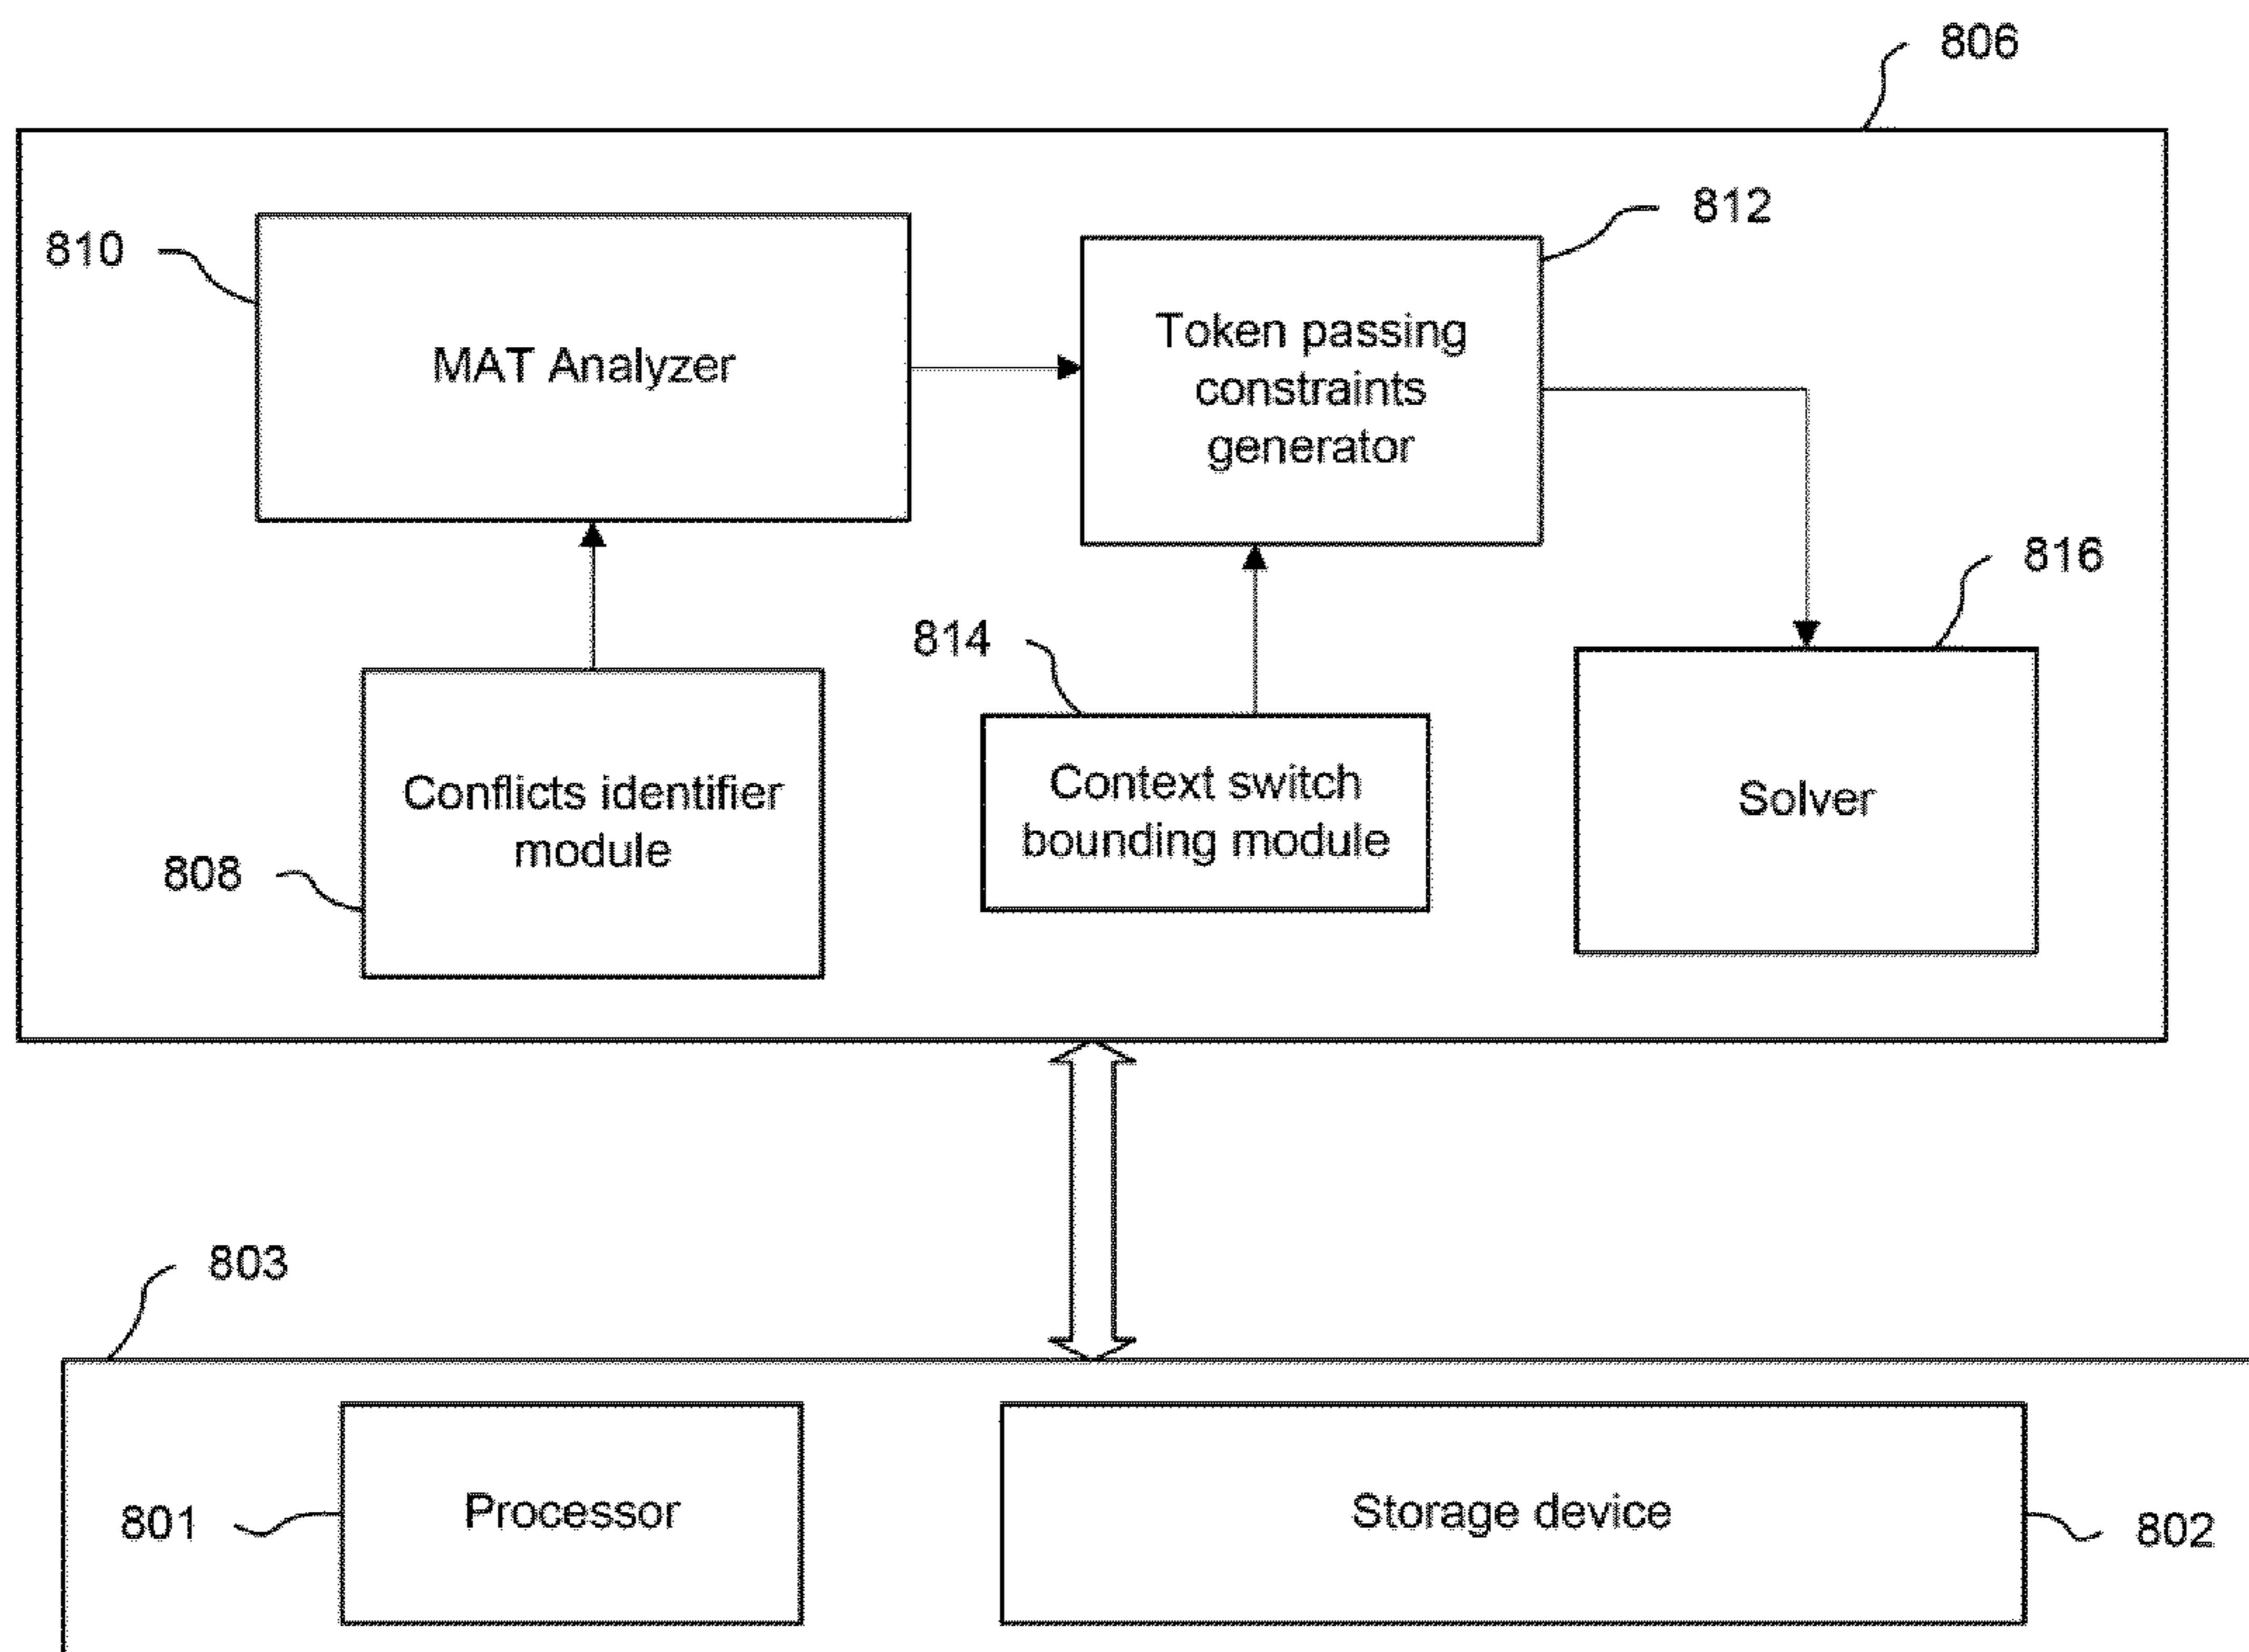 806
810
MAT Analyzer
812
Token passing
constraints
generator
816
814
Conflicts identifier
module
808
Context switch
bounding module
Solver
803
801
Processor
Storage device
802